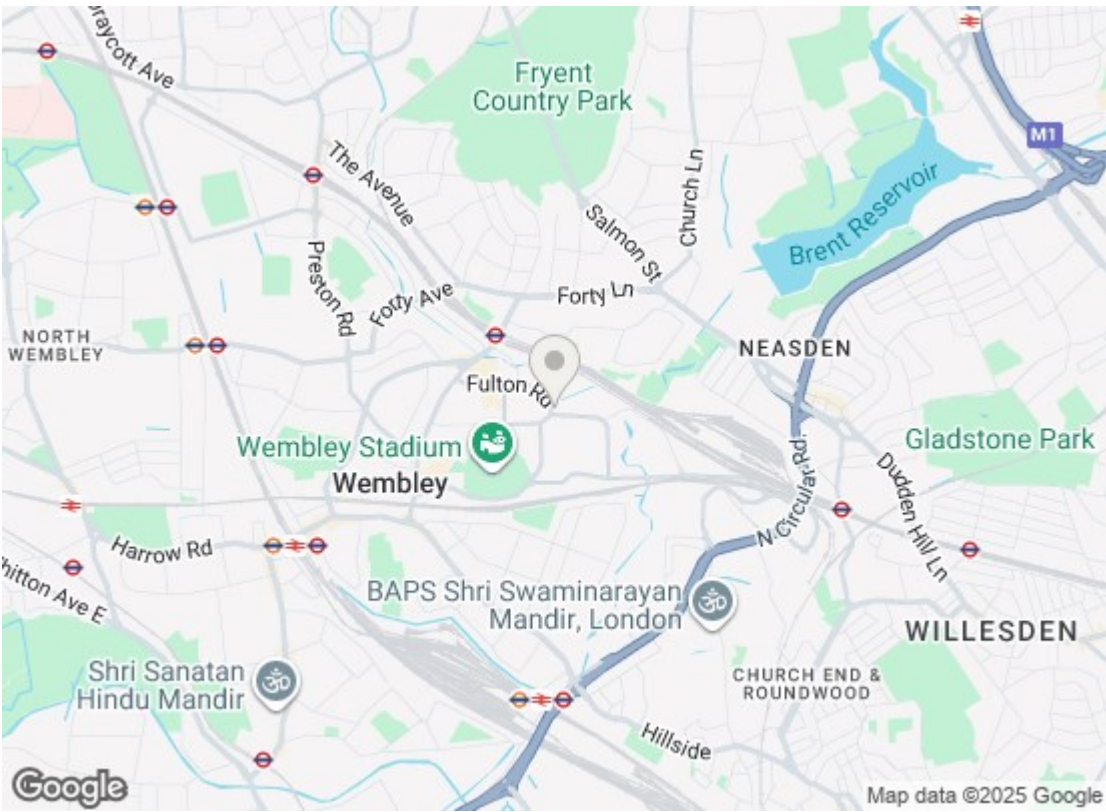 raycott Ave
Fryent
Country Park
M1
The Avenue
Church Ln
Brent Reservoir
Salmon St
Preston Rd
Forty Ave
Forty Ln
NORTH
WEMBLEY
NEASDEN
Fulton Rd
Wembley Stadium
Wembley
Gladstone Park
N Circular Rd
Dudden Hill Ln
Harrow Rd
hitton Ave E
BAPS Shri Swaminarayan
Mandir, London
WILLESDEN
Shri Sanatan
Hindu Mandir
CHURCH END &
ROUNDWOOD
Hillside
Google
Map data ©2025 Google